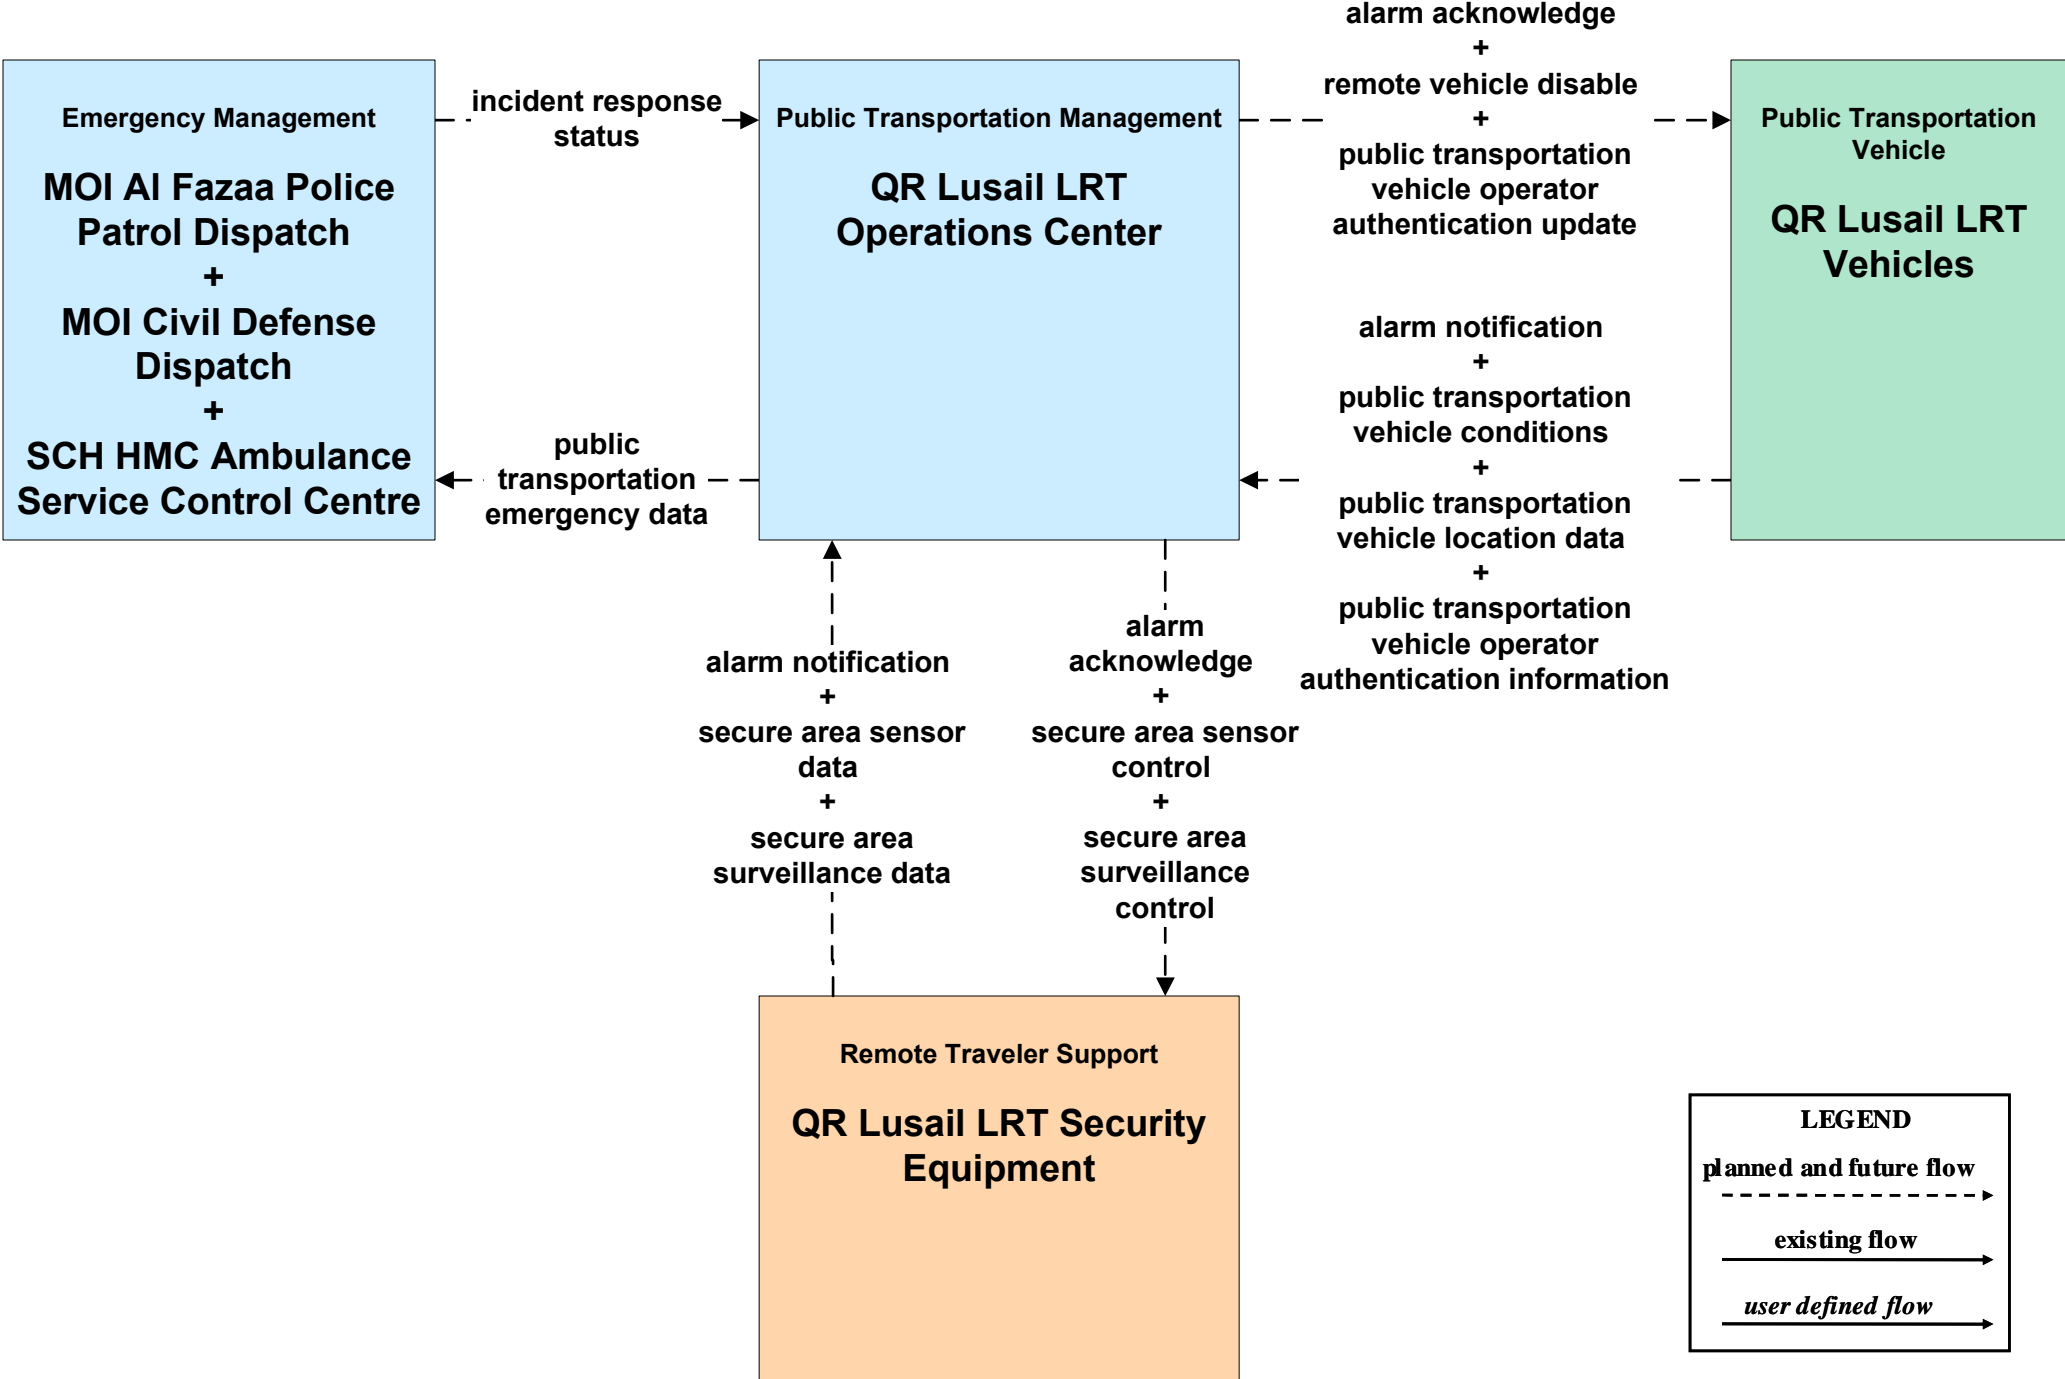 Emergency Management
MOI Al Fazaa Police
Patrol Dispatch
+
MOI Civil Defense
Dispatch
+
SCH HMC Ambulance
Service Control Centre
incident response
status
public
transportation
emergency data
Public Transportation Management
QR Lusail LRT
Operations Center
alarm acknowledge
+
remote vehicle disable
+
public transportation
vehicle operator
authentication update
alarm notification
+
public transportation
vehicle conditions
+
public transportation
vehicle location data
+
public transportation
vehicle operator
authentication information
Public Transportation
Vehicle
QR Lusail LRT
Vehicles
alarm notification
+
secure area sensor
data
+
secure area
surveillance data
alarm
acknowledge
+
secure area sensor
control
+
secure area
surveillance
control
Remote Traveler Support
QR Lusail LRT Security
Equipment
LEGEND
planned and future flow
existing flow
user defined flow